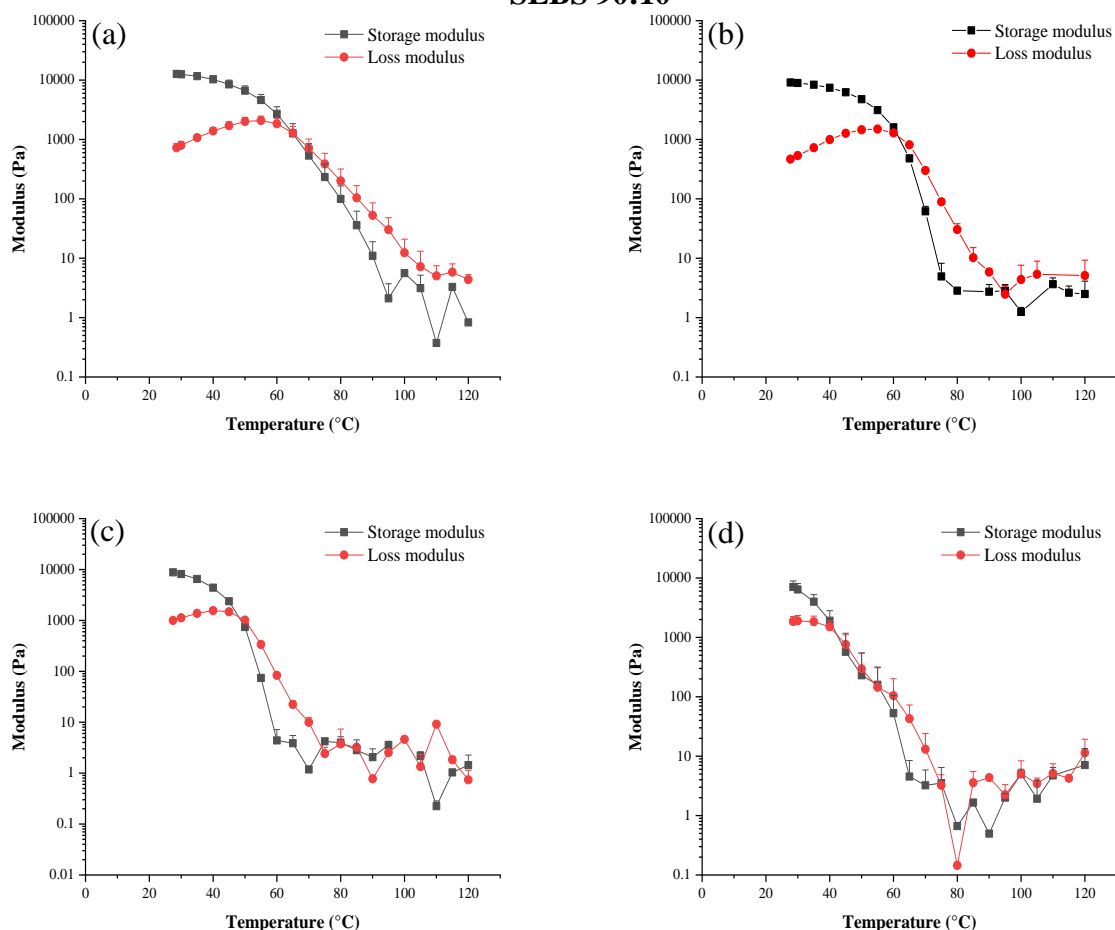 SEBS 90:10
(a)
Storage modulus
Loss modulus
100000
10000
1000
100
10
1
0.1
Modulus (Pa)
0 20 40 60 80 100 120
Temperature (°C)
(b)
Storage modulus
Loss modulus
100000
10000
1000
100
10
1
0.1
Modulus (Pa)
0 20 40 60 80 100 120
Temperature (°C)
(c)
Storage modulus
Loss modulus
100000
10000
1000
100
10
1
0.1
0.01
Modulus (Pa)
0 20 40 60 80 100 120
Temperature (°C)
(d)
Storage modulus
Loss modulus
100000
10000
1000
100
10
1
0.1
Modulus (Pa)
0 20 40 60 80 100 120
Temperature (°C)